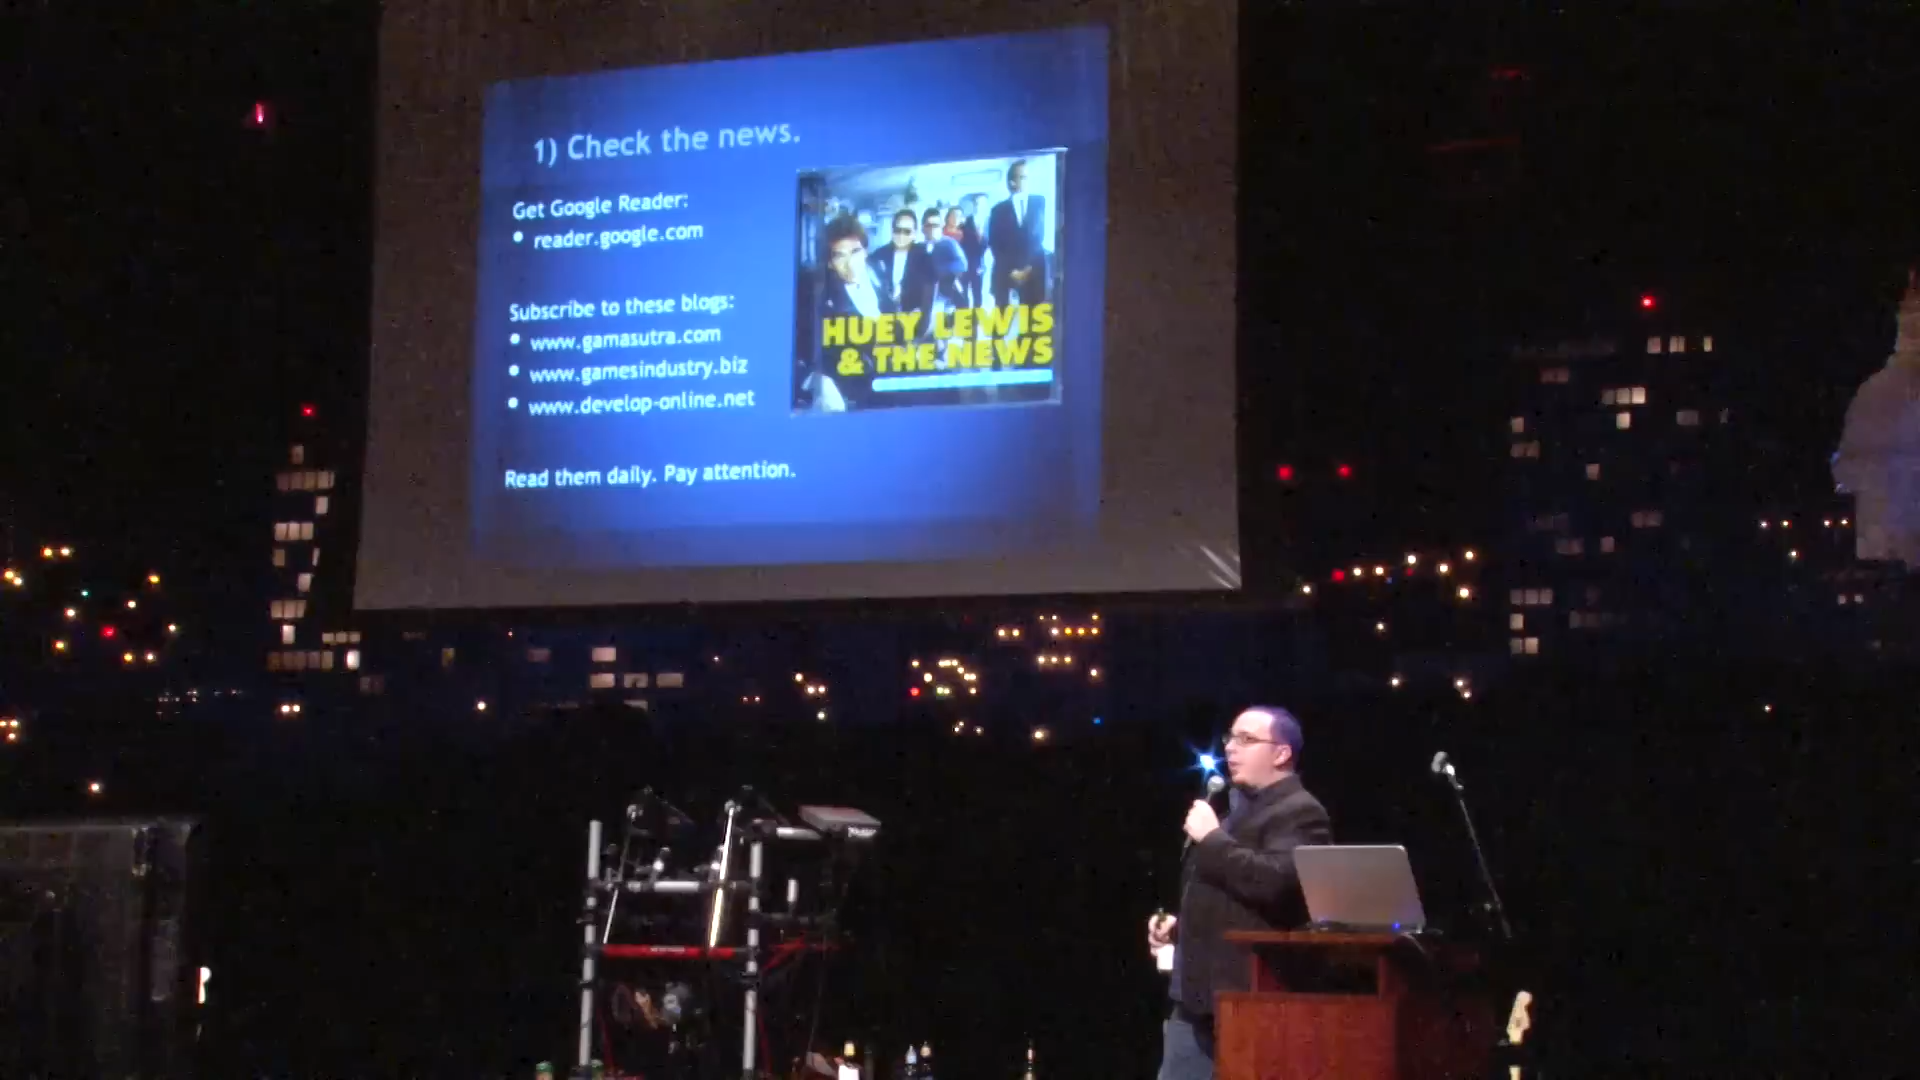 1) Check the news.
Get Google Reader:
• reader.google.com
Subscribe to these blogs:
• www.gamasutra.com
• www.gamesindustry.biz
• www.develop-online.net
Read them daily. Pay attention.
HUEY LEWIS
& THE NEWS